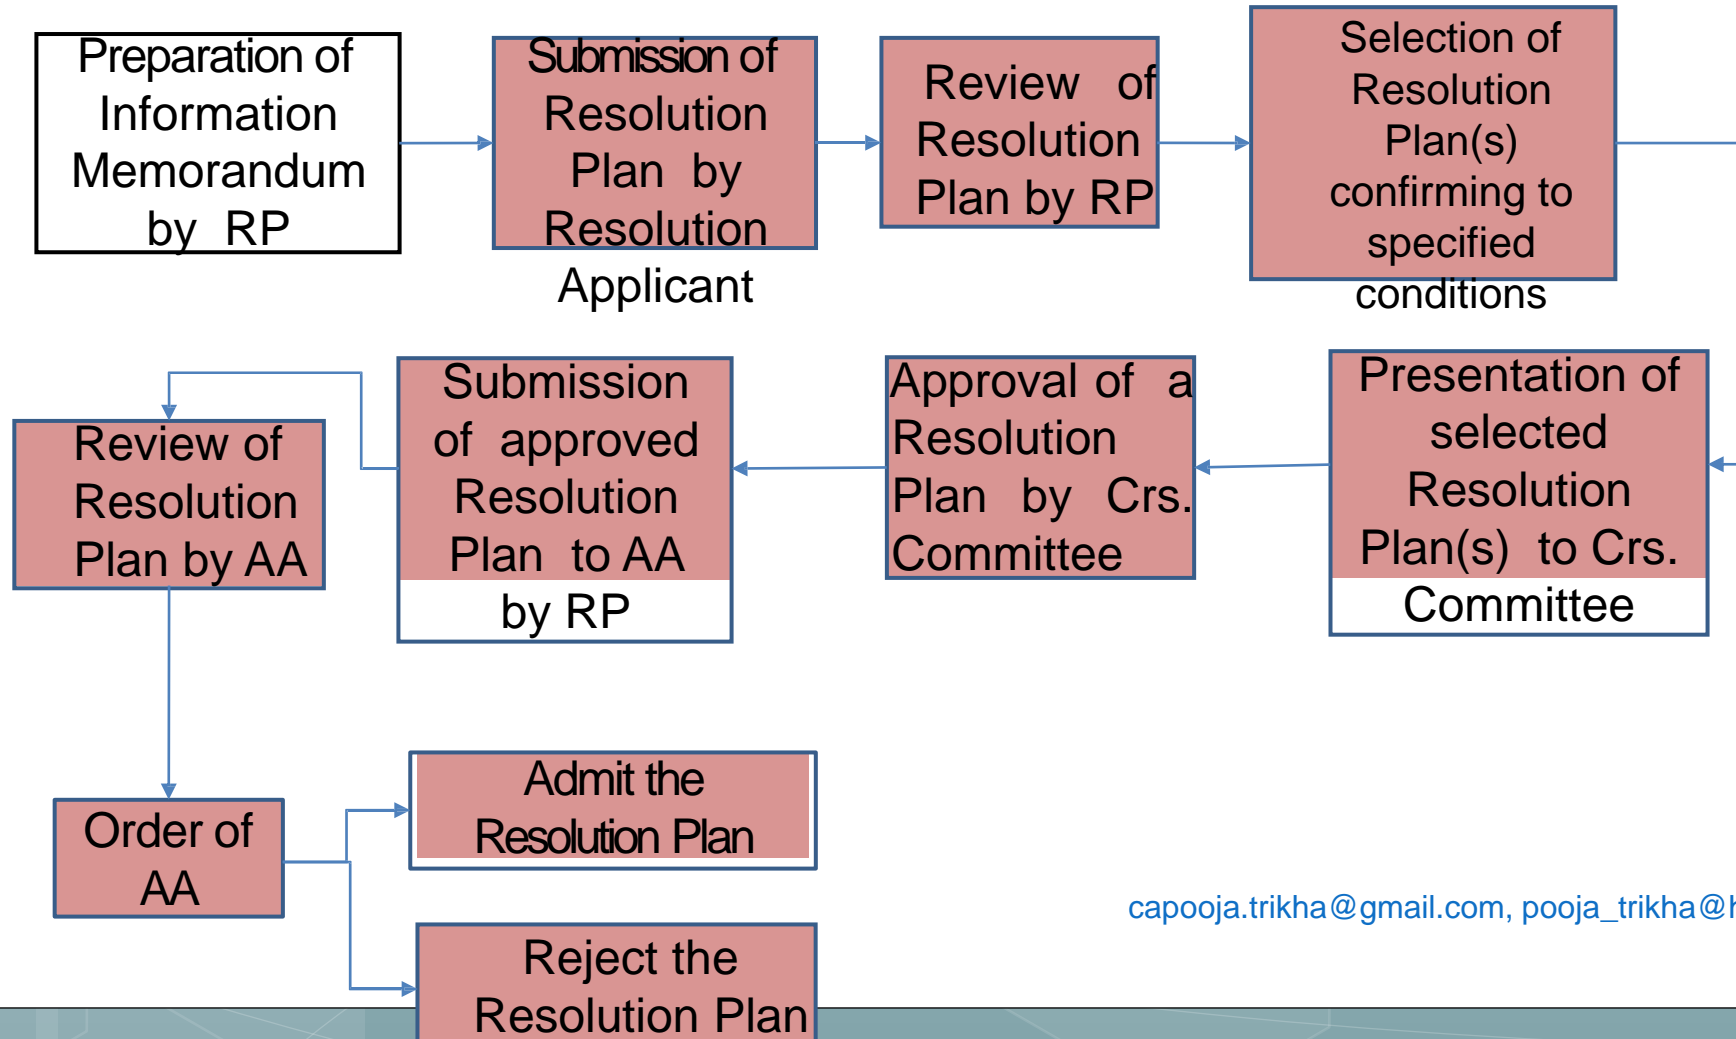 Preparation of
Information
Memorandum
by RP
Submission of
Resolution
Plan by
Resolution
Applicant
Review of
Resolution
Plan by RP
Selection of
Resolution
Plan(s)
confirming to
specified
conditions
Review of
Resolution
Plan by AA
Submission
of approved
Resolution
Plan to AA
by RP
Approval of a
Resolution
Plan by Crs.
Committee
Presentation of
selected
Resolution
Plan(s) to Crs.
Committee
Order of
AA
Admit the
Resolution Plan
Reject the
Resolution Plan
capooja.trikha@gmail.com, pooja_trikha@